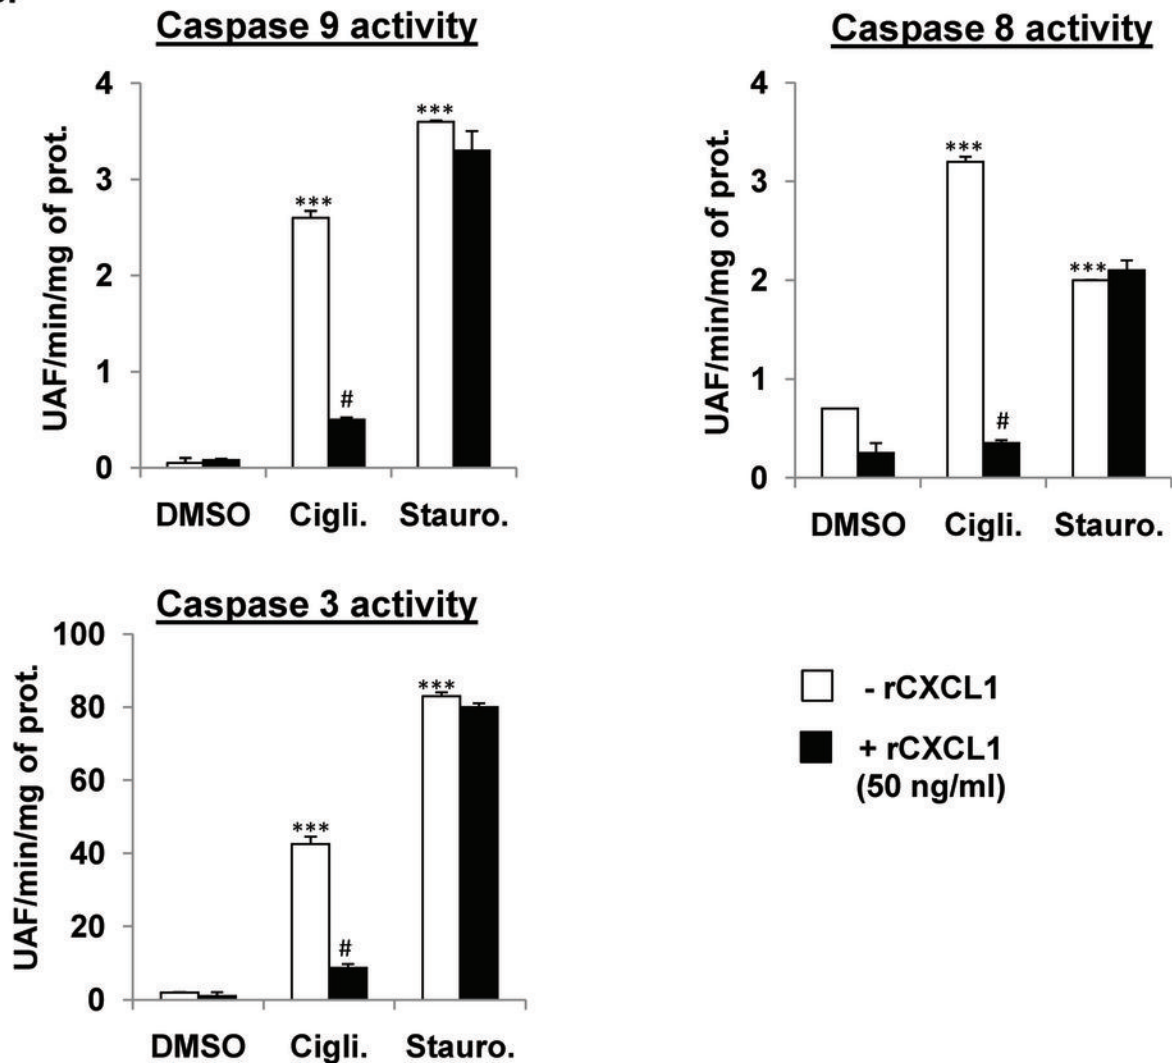 Caspase 9 activity
UAF/min/mg of prot.
4
3
2
1
0
***
#
***
DMSO Cigli. Stauro.
Caspase 8 activity
UAF/min/mg of prot.
4
3
2
1
0
***
#
***
DMSO Cigli. Stauro.
Caspase 3 activity
UAF/min/mg of prot.
100
80
60
40
20
0
***
#
***
DMSO Cigli. Stauro.
- rCXCL1
+ rCXCL1
(50 ng/ml)